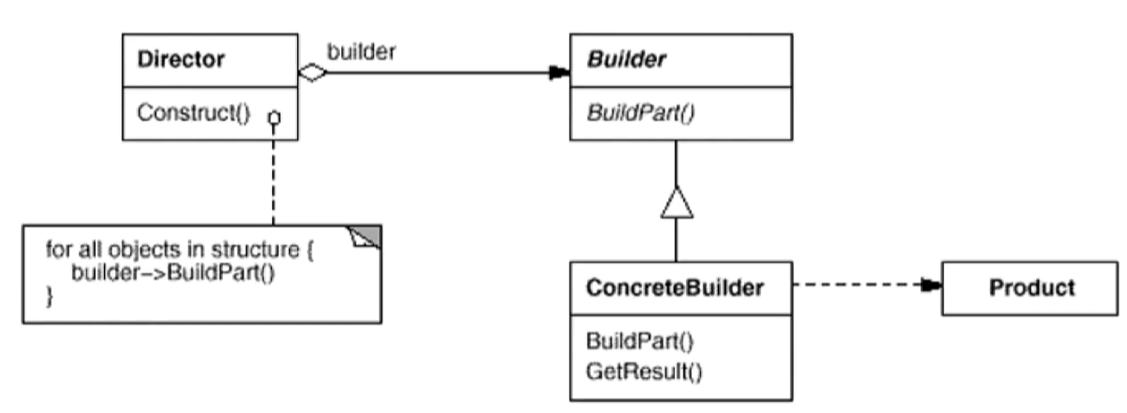 Director
Construct()
builder
Builder
BuildPart()
for all objects in structure {
builder–>BuildPart()
}
ConcreteBuilder
BuildPart()
GetResult()
Product